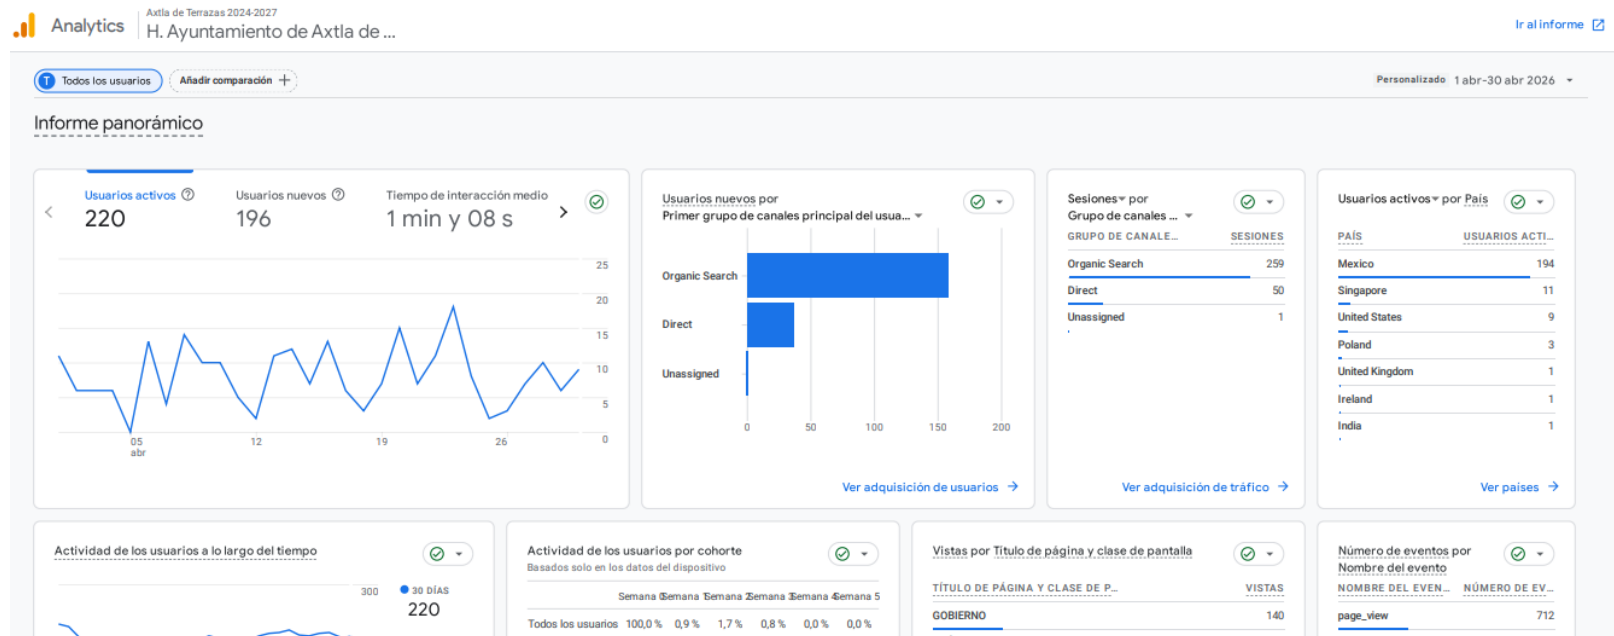 Analytics
Axtla de Terrazas 2024-2027
H. Ayuntamiento de Axtla de ...
Ir al informe
T Todos los usuarios
Añadir comparación +
Personalizado 1 abr-30 abr 2026
Informe panorámico
Usuarios activos
220
Usuarios nuevos
196
Tiempo de interacción medio
1 min y 08 s
25
20
15
10
5
0
05
abr
12
19
26
Usuarios nuevos por
Primer grupo de canales principal del usua...
Organic Search
Direct
Unassigned
0
50
100
150
200
Ver adquisición de usuarios
Sesiones por
Grupo de canales ...
GRUPO DE CANALE... SESIONES
Organic Search 259
Direct 50
Unassigned 1
Ver adquisición de tráfico
Usuarios activos por País
PAÍS USUARIOS ACTI...
Mexico 194
Singapore 11
United States 9
Poland 3
United Kingdom 1
Ireland 1
India 1
Ver países
Actividad de los usuarios a lo largo del tiempo
300
30 DÍAS
220
Actividad de los usuarios por cohorte
Basados solo en los datos del dispositivo
Semana 0 Semana 1 Semana 2 Semana 3 Semana 4 Semana 5
Todos los usuarios 100,0 % 0,9 % 1,7 % 0,8 % 0,0 % 0,0 %
Vistas por Título de página y clase de pantalla
TÍTULO DE PÁGINA Y CLASE DE P... VISTAS
GOBIERNO 140
Número de eventos por
Nombre del evento
NOMBRE DEL EVEN... NÚMERO DE EV...
page_view 712